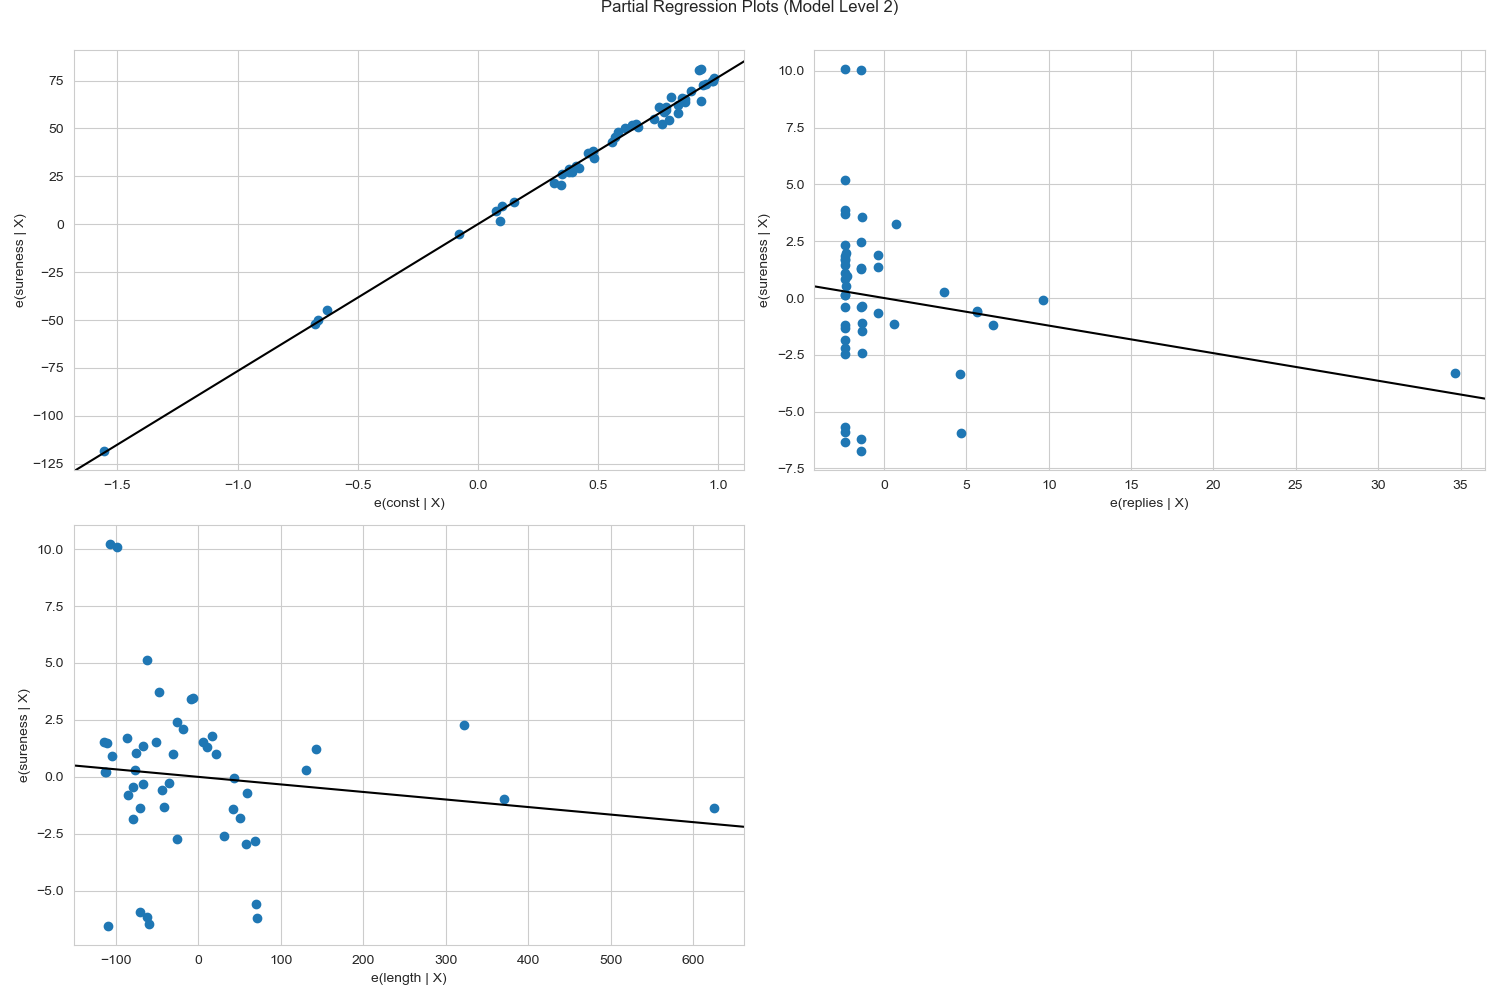 Partial Regression Plots (Model Level 2)
75
50
25
0
−25
−50
−75
−100
−125
e(sureness | X)
−1.5 −1.0 −0.5 0.0 0.5 1.0
e(const | X)
10.0
7.5
5.0
2.5
0.0
−2.5
−5.0
−7.5
e(sureness | X)
0 5 10 15 20 25 30 35
e(replies | X)
10.0
7.5
5.0
2.5
0.0
−2.5
−5.0
e(sureness | X)
−100 0 100 200 300 400 500 600
e(length | X)